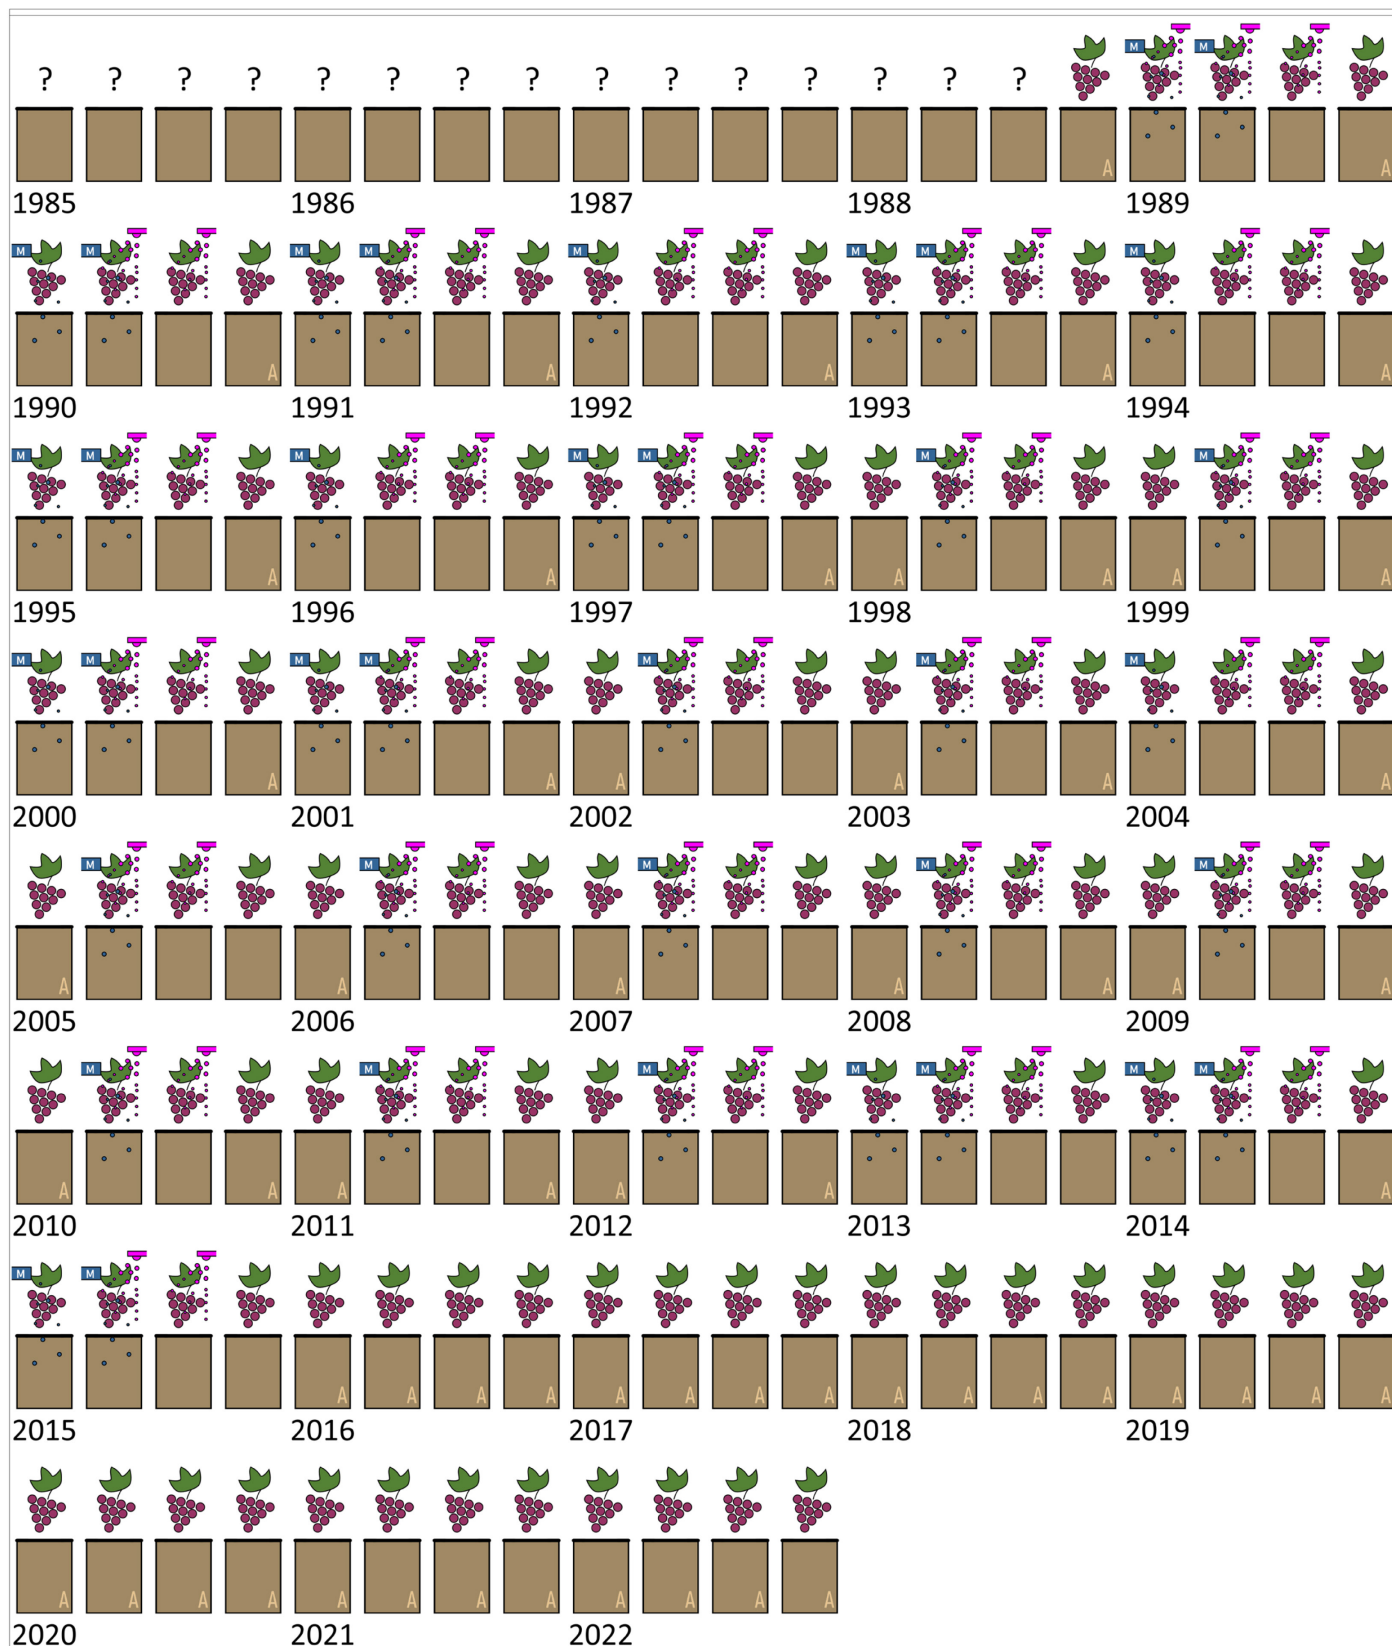 M M
? ? ? ? ? ? ? ? ? ? ? ? ? ? ?
A A
1985 1986 1987 1988 1989
M M M M M M M M
A A A A A
1990 1991 1992 1993 1994
M M M M M M M
A A A A A A A
1995 1996 1997 1998 1999
M M M M M M M
A A A A A A
2000 2001 2002 2003 2004
M M M M M
A A A A A A A
2005 2006 2007 2008 2009
M M M M M M M
A A A A A A A
2010 2011 2012 2013 2014
M M
A A A A A A A A A A A A A A A A
2015 2016 2017 2018 2019
A A A A A A A A A A A A
2020 2021 2022